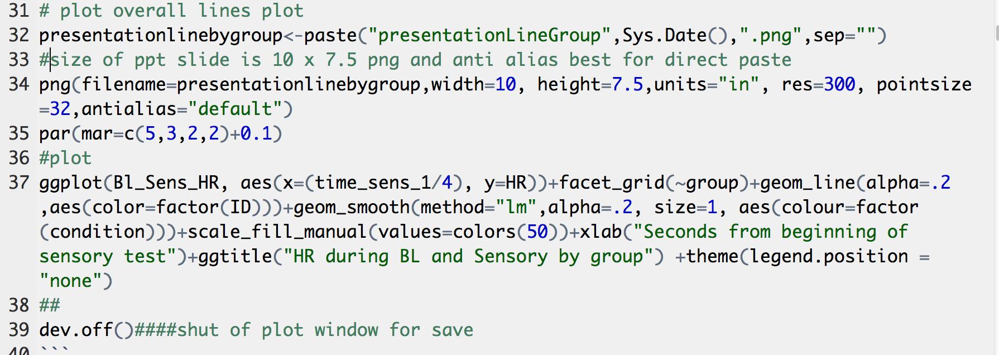 31 # plot overall lines plot
32 presentationlinebygroup<-paste("presentationLineGroup",Sys.Date(),".png",sep="")
33 #size of ppt slide is 10 x 7.5 png and anti alias best for direct paste
34 png(filename=presentationlinebygroup,width=10, height=7.5,units="in", res=300, pointsize
=32,antialias="default")
35 par(mar=c(5,3,2,2)+0.1)
36 #plot
37 ggplot(Bl_Sens_HR, aes(x=(time_sens_1/4), y=HR))+facet_grid(~group)+geom_line(alpha=.2
,aes(color=factor(ID)))+geom_smooth(method="lm",alpha=.2, size=1, aes(colour=factor
(condition)))+scale_fill_manual(values=colors(50))+xlab("Seconds from beginning of
sensory test")+ggtitle("HR during BL and Sensory by group") +theme(legend.position =
"none")
38 ##
39 dev.off()####shut of plot window for save
40 ```